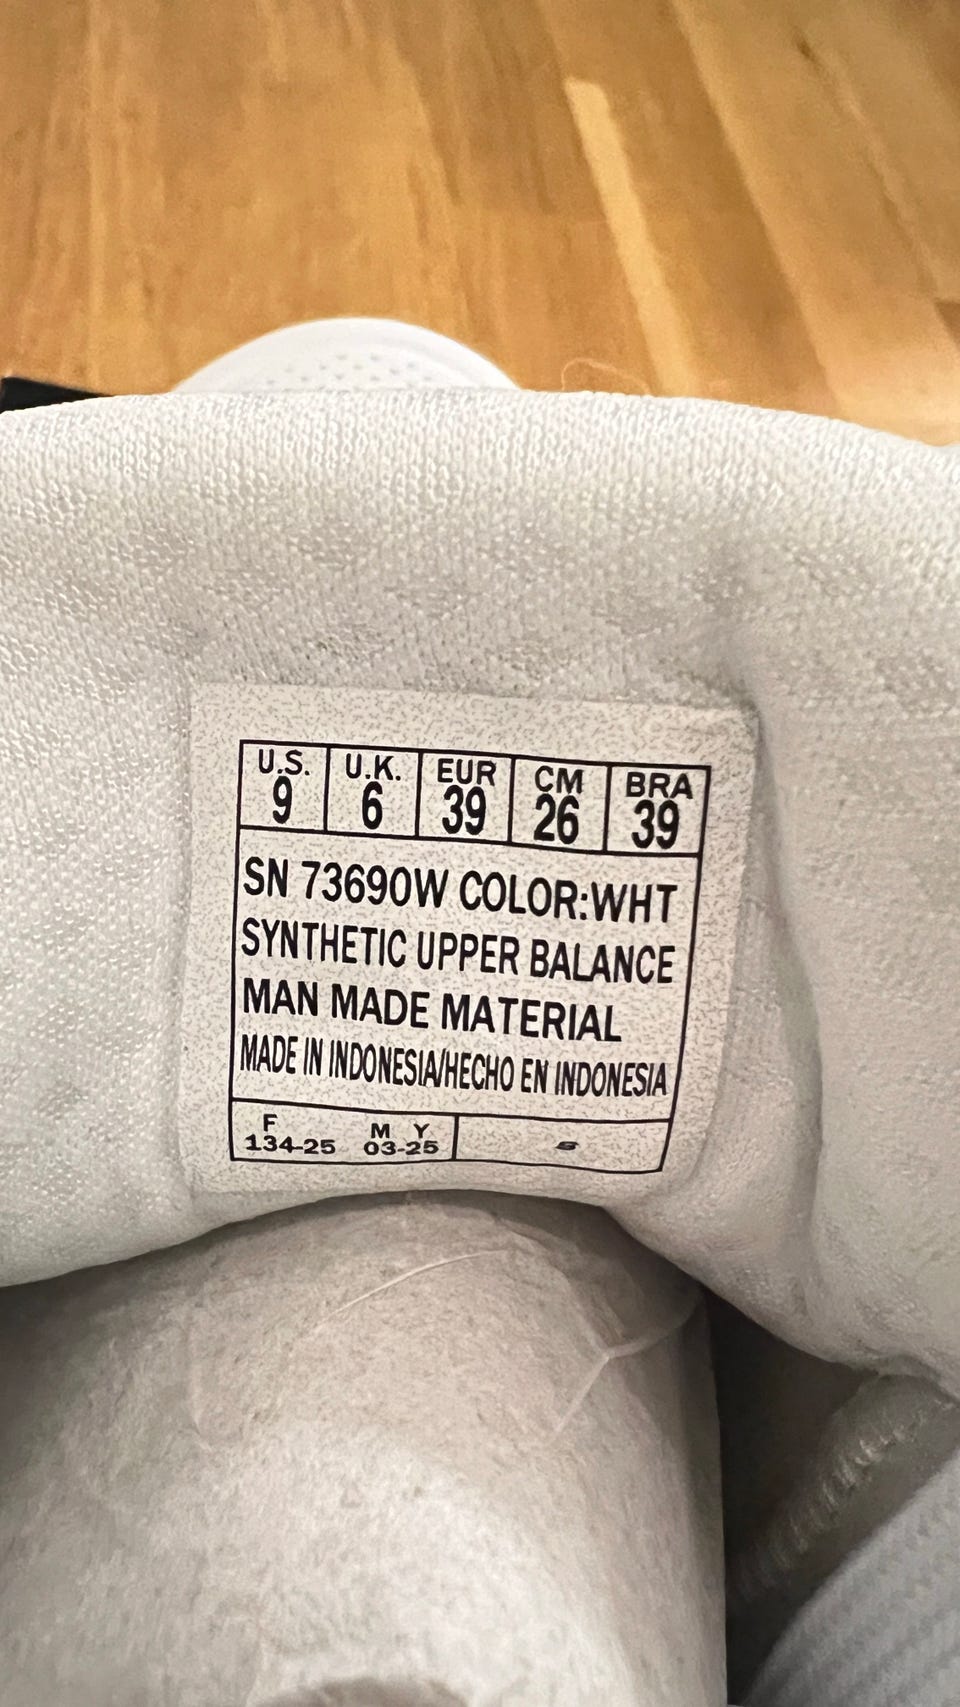 U.S. U.K. EUR CM BRA
9 6 39 26 39
SN 73690W COLOR:WHT
SYNTHETIC UPPER BALANCE
MAN MADE MATERIAL
MADE IN INDONESIA/HECHO EN INDONESIA
F M Y
134-25 03-25